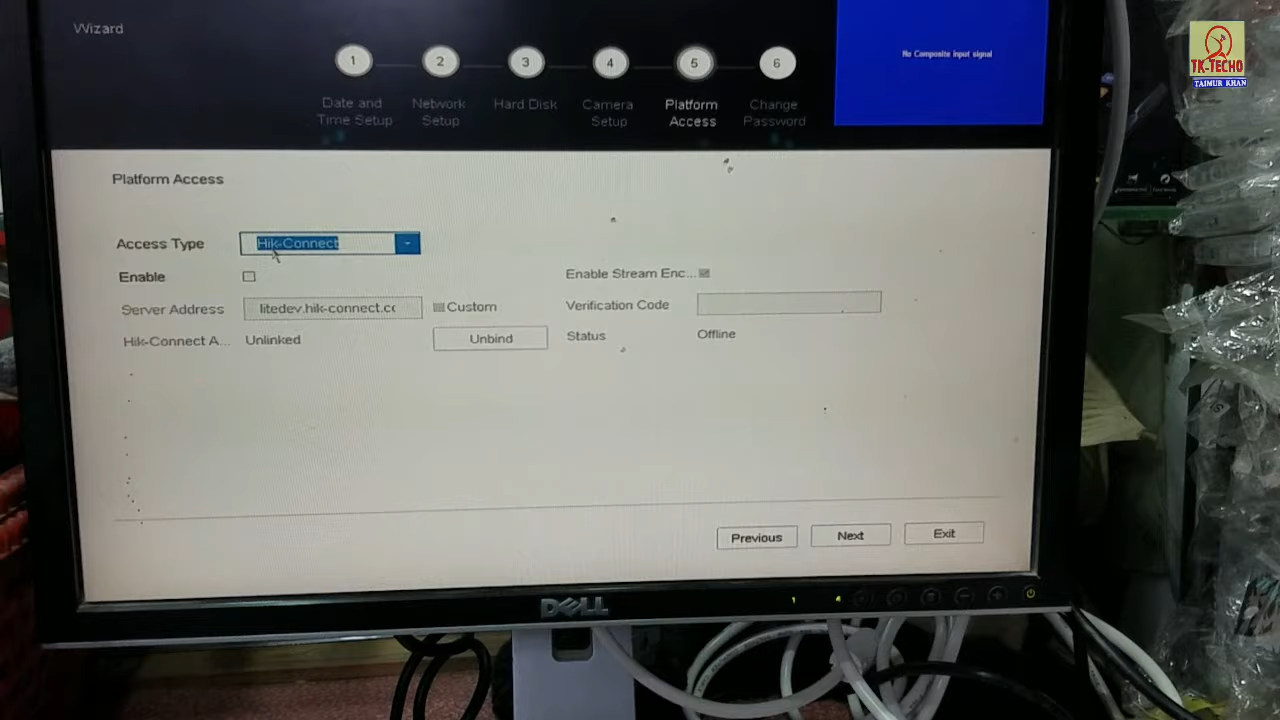 Wizard
No Composite input signal
TK-TECHO
TAIMUR KHAN
1
2
3
4
5
6
Date and
Time Setup
Network
Setup
Hard Disk
Camera
Setup
Platform
Access
Change
Password
Platform Access
Access Type
Hik-Connect
Enable
Enable Stream Enc...
Server Address
litedev.hik-connect.cc
Custom
Verification Code
Hik-Connect A...
Unlinked
Unbind
Status
Offline
Previous
Next
Exit
DELL